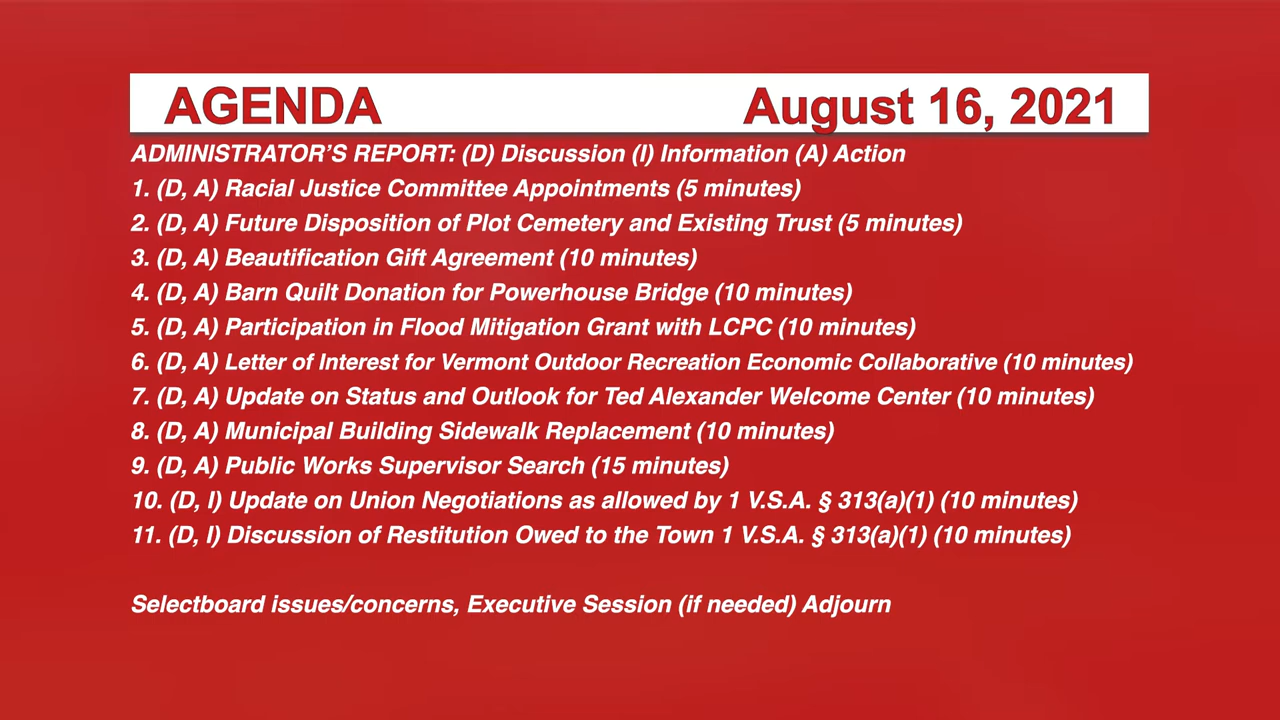 AGENDA August 16, 2021
ADMINISTRATOR’S REPORT: (D) Discussion (I) Information (A) Action
1. (D, A) Racial Justice Committee Appointments (5 minutes)
2. (D, A) Future Disposition of Plot Cemetery and Existing Trust (5 minutes)
3. (D, A) Beautification Gift Agreement (10 minutes)
4. (D, A) Barn Quilt Donation for Powerhouse Bridge (10 minutes)
5. (D, A) Participation in Flood Mitigation Grant with LCPC (10 minutes)
6. (D, A) Letter of Interest for Vermont Outdoor Recreation Economic Collaborative (10 minutes)
7. (D, A) Update on Status and Outlook for Ted Alexander Welcome Center (10 minutes)
8. (D, A) Municipal Building Sidewalk Replacement (10 minutes)
9. (D, A) Public Works Supervisor Search (15 minutes)
10. (D, I) Update on Union Negotiations as allowed by 1 V.S.A. § 313(a)(1) (10 minutes)
11. (D, I) Discussion of Restitution Owed to the Town 1 V.S.A. § 313(a)(1) (10 minutes)
Selectboard issues/concerns, Executive Session (if needed) Adjourn